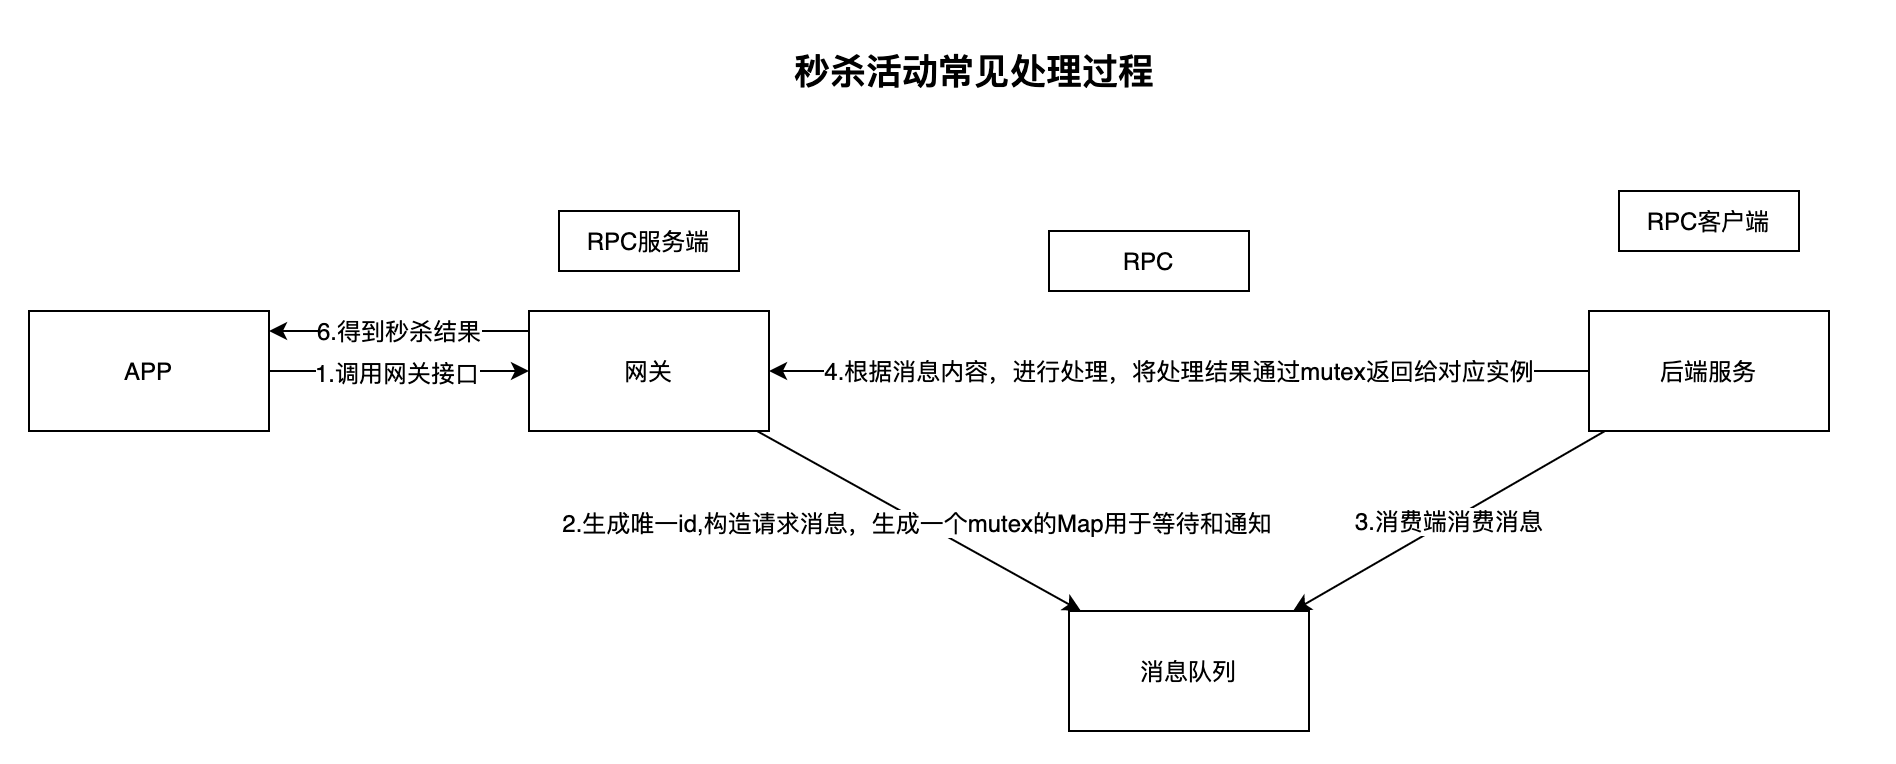 秒杀活动常见处理过程
RPC客户端
RPC服务端
RPC
6.得到秒杀结果
APP
1.调用网关接口
网关
4.根据消息内容，进行处理，将处理结果通过mutex返回给对应实例
后端服务
2.生成唯一id,构造请求消息，生成一个mutex的Map用于等待和通知
3.消费端消费消息
消息队列